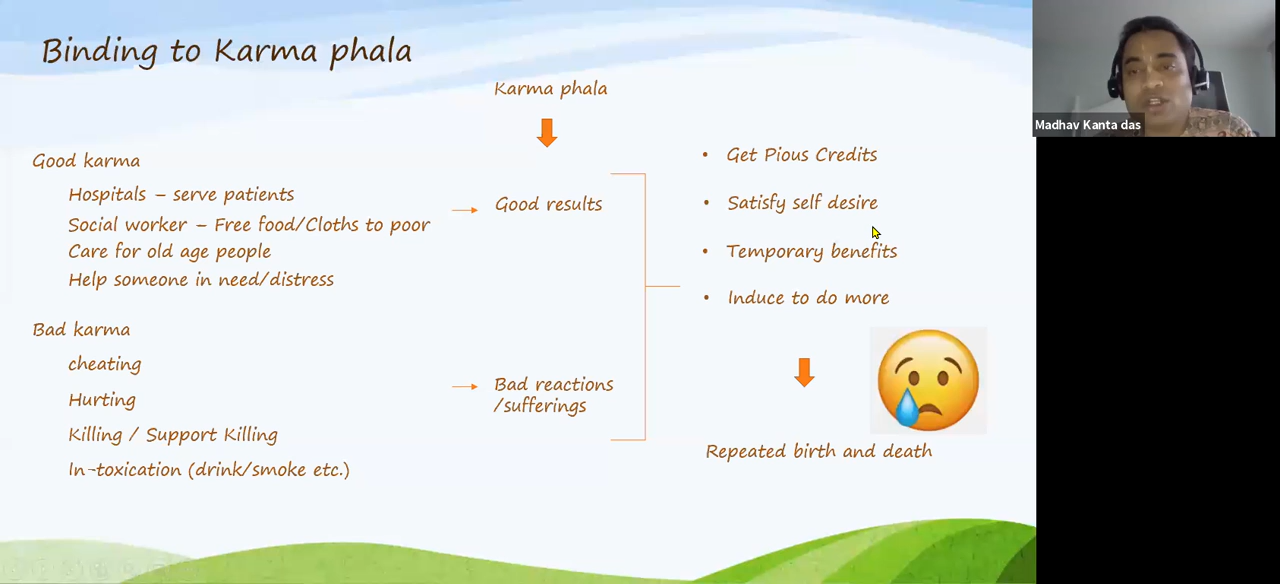 Binding to Karma phala
Madhav Kanta das
Karma phala
Good karma
Hospitals – serve patients
Social worker – Free food/Cloths to poor
Care for old age people
Help someone in need/distress
Good results
Bad karma
cheating
Hurting
Killing / Support Killing
In-toxication (drink/smoke etc.)
Bad reactions
/sufferings
• Get Pious Credits
• Satisfy self desire
• Temporary benefits
• Induce to do more
Repeated birth and death